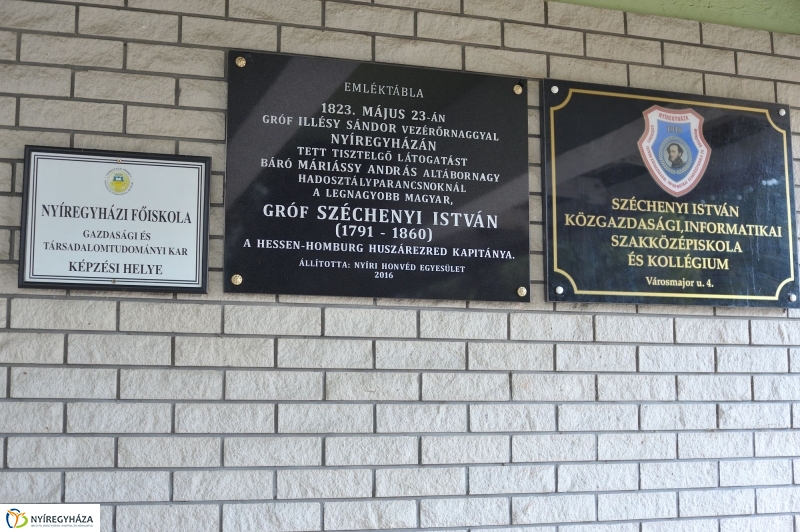 NYÍREGYHÁZI FŐISKOLA
GAZDASÁGI ÉS
TÁRSADALOMTUDOMÁNYI KAR
KÉPZÉSI HELYE
EMLÉKTÁBLA
1823. MÁJUS 23-ÁN
GRÓF ILLÉSY SÁNDOR VEZÉRŐRNAGGYAL
NYÍREGYHÁZÁN
TETT TISZTELGŐ LÁTOGATÁST
BÁRÓ MÁRIÁSSY ANDRÁS ALTÁBORNAGY
HADOSZTÁLYPARANCSNOKNÁL
A LEGNAGYOBB MAGYAR,
GRÓF SZÉCHENYI ISTVÁN
(1791 - 1860)
A HESSEN-HOMBURG HUSZÁREZRED KAPITÁNYA.
ÁLLÍTOTTA: NYÍRI HONVÉD EGYESÜLET
2016
NYÍREGYHÁZA
SZÉCHENYI ISTVÁN
KÖZGAZDASÁGI,INFORMATIKAI
SZAKKÖZÉPISKOLA
ÉS KOLLÉGIUM
Városmajor u. 4.
NYÍREGYHÁZA